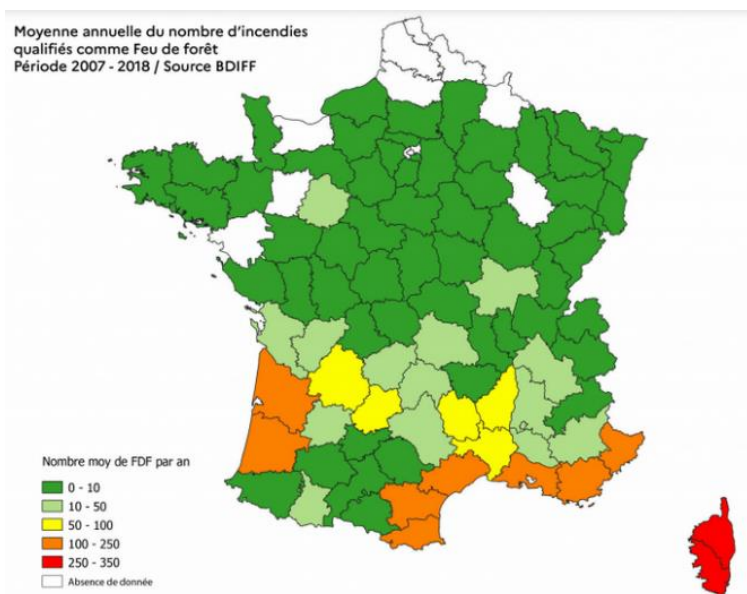 Moyenne annuelle du nombre d'incendies
qualifiés comme Feu de forêt
Période 2007 - 2018 / Source BDIFF
Nombre moy de FDF par an
0 - 10
10 - 50
50 - 100
100 - 250
250 - 350
Absence de donnée